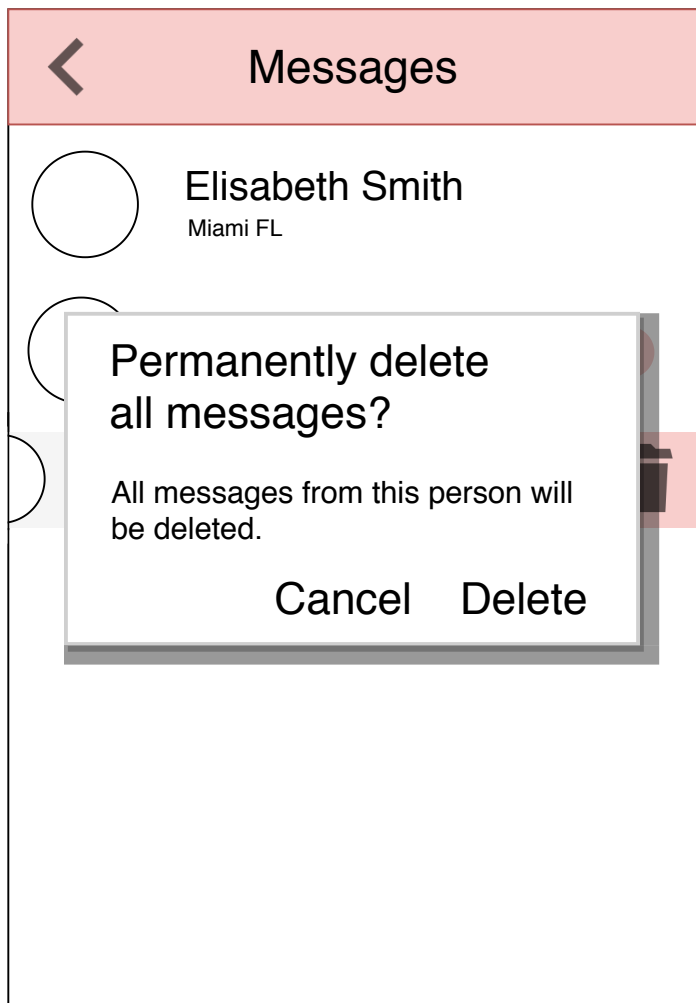 Messages
Elisabeth Smith
Miami FL
Permanently delete
all messages?
All messages from this person will
be deleted.
Cancel Delete